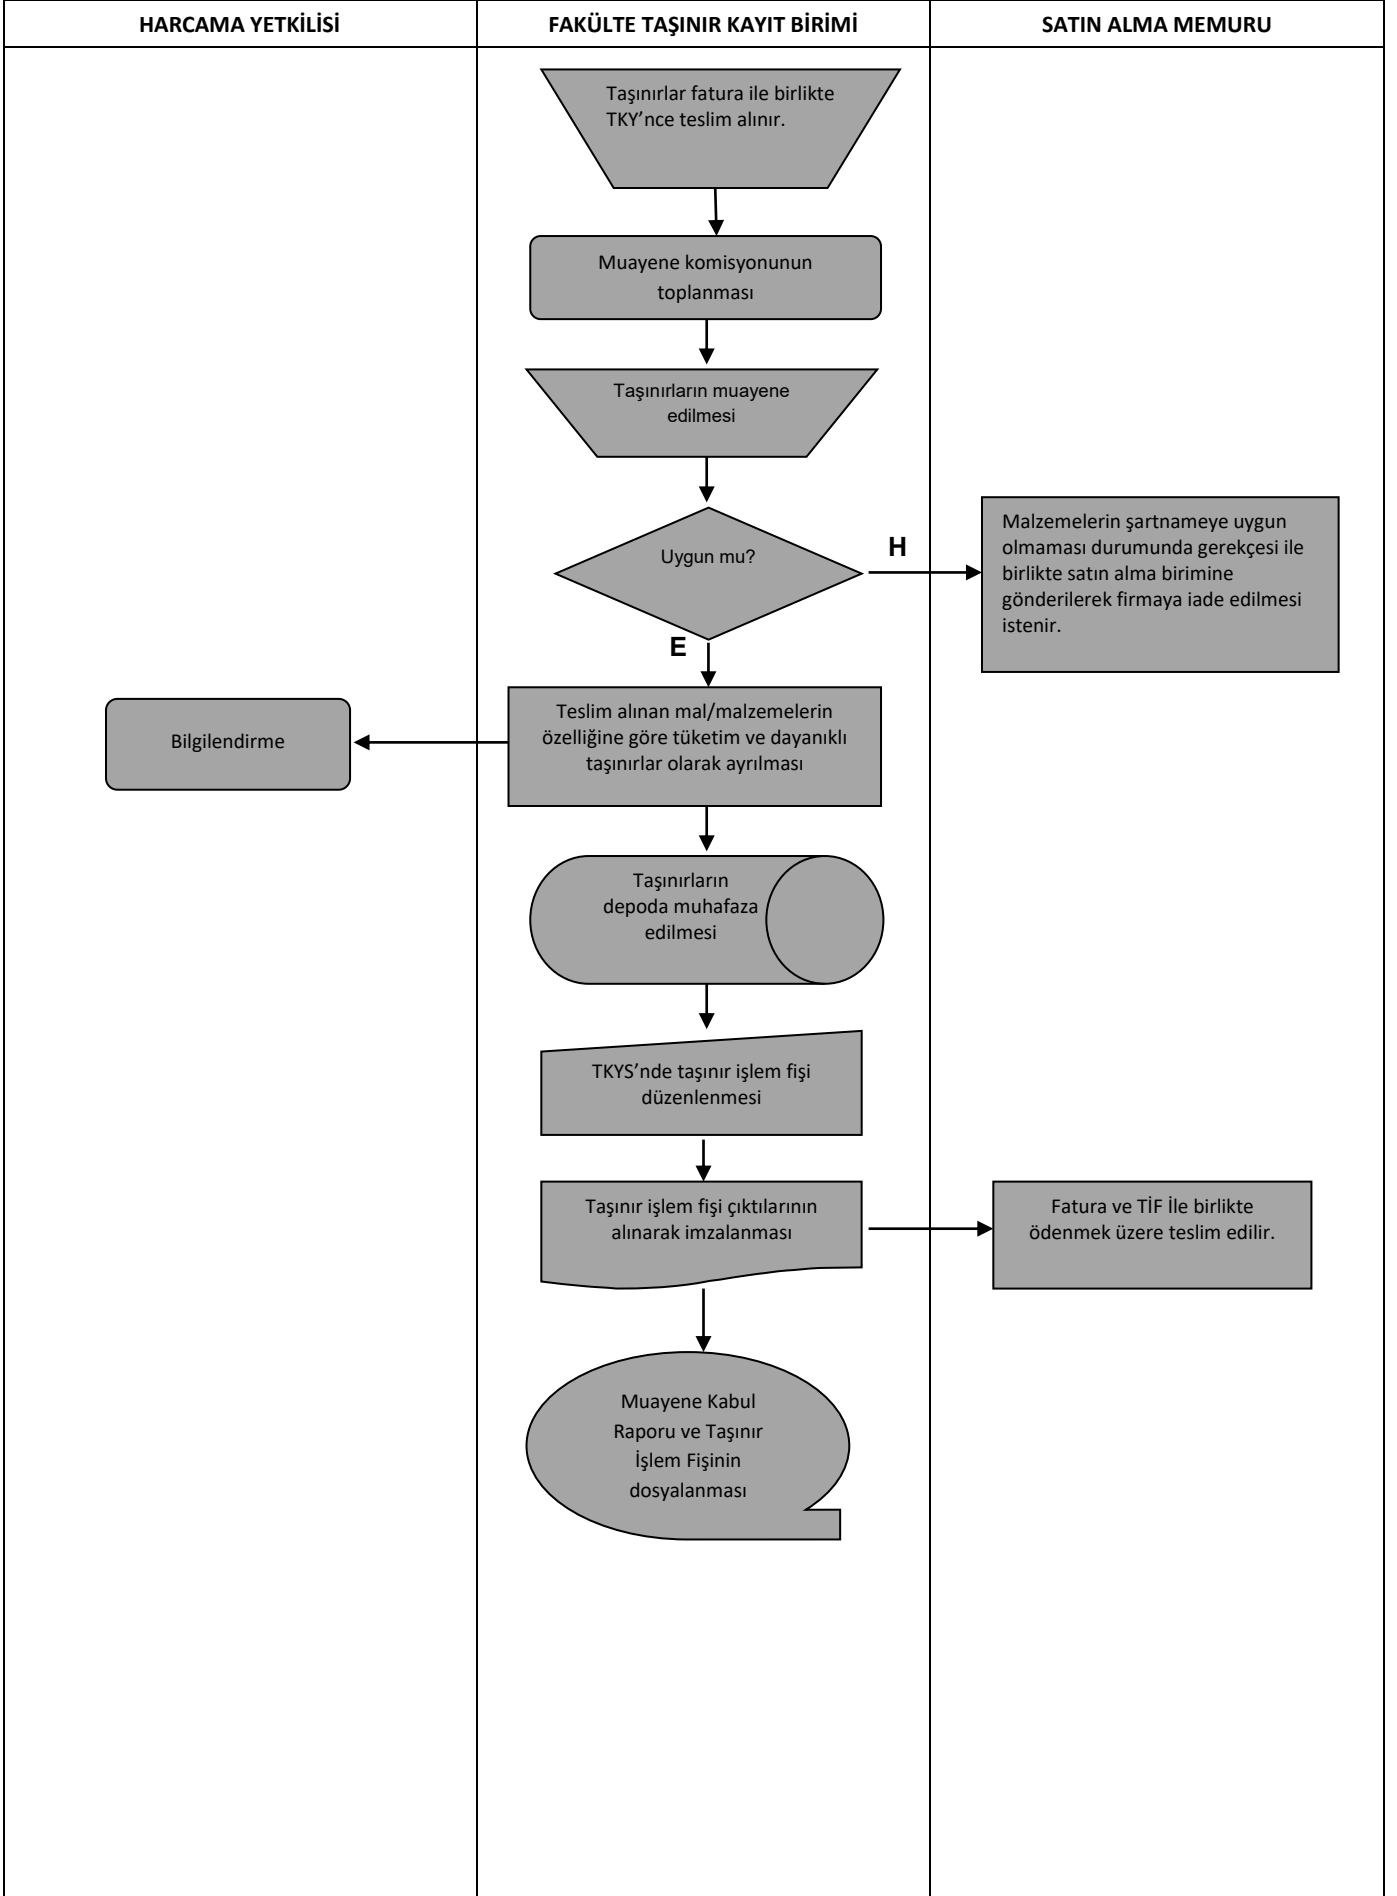 HARCAMA YETKİLİSİ
FAKÜLTE TAŞINIR KAYIT BİRİMİ
SATIN ALMA MEMURU
Taşınırlar fatura ile birlikte
TKY’nce teslim alınır.
Muayene komisyonunun
toplanması
Taşınırların muayene
edilmesi
Uygun mu?
H
Malzemelerin şartnameye uygun
olmaması durumunda gerekçesi ile
birlikte satın alma birimine
gönderilerek firmaya iade edilmesi
istenir.
E
Teslim alınan mal/malzemelerin
özelliğine göre tüketim ve dayanıklı
taşınırlar olarak ayrılması
Bilgilendirme
Taşınırların
depoda muhafaza
edilmesi
TKYS’nde taşınır işlem fişi
düzenlenmesi
Taşınır işlem fişi çıktılarının
alınarak imzalanması
Fatura ve TİF İle birlikte
ödenmek üzere teslim edilir.
Muayene Kabul
Raporu ve Taşınır
İşlem Fişinin
dosyalanması